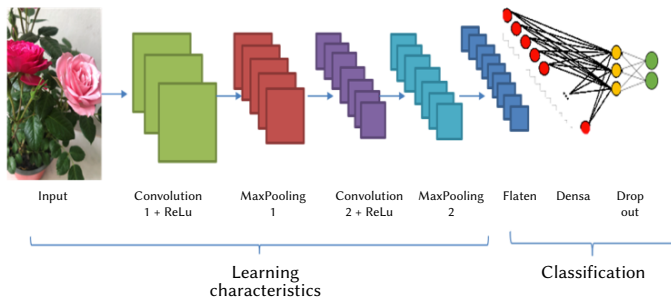 Input
Convolution
1 + ReLu
MaxPooling
1
Convolution
2 + ReLu
MaxPooling
2
Flaten
Densa
Drop
out
Learning
characteristics
Classification